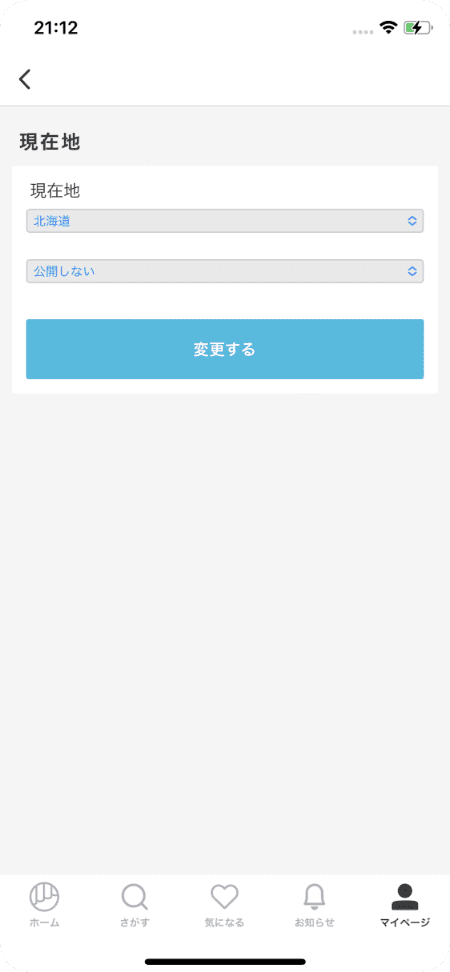 21:12
現在地
現在地
北海道
公開しない
変更する
ホーム
さがす
気になる
お知らせ
マイページ